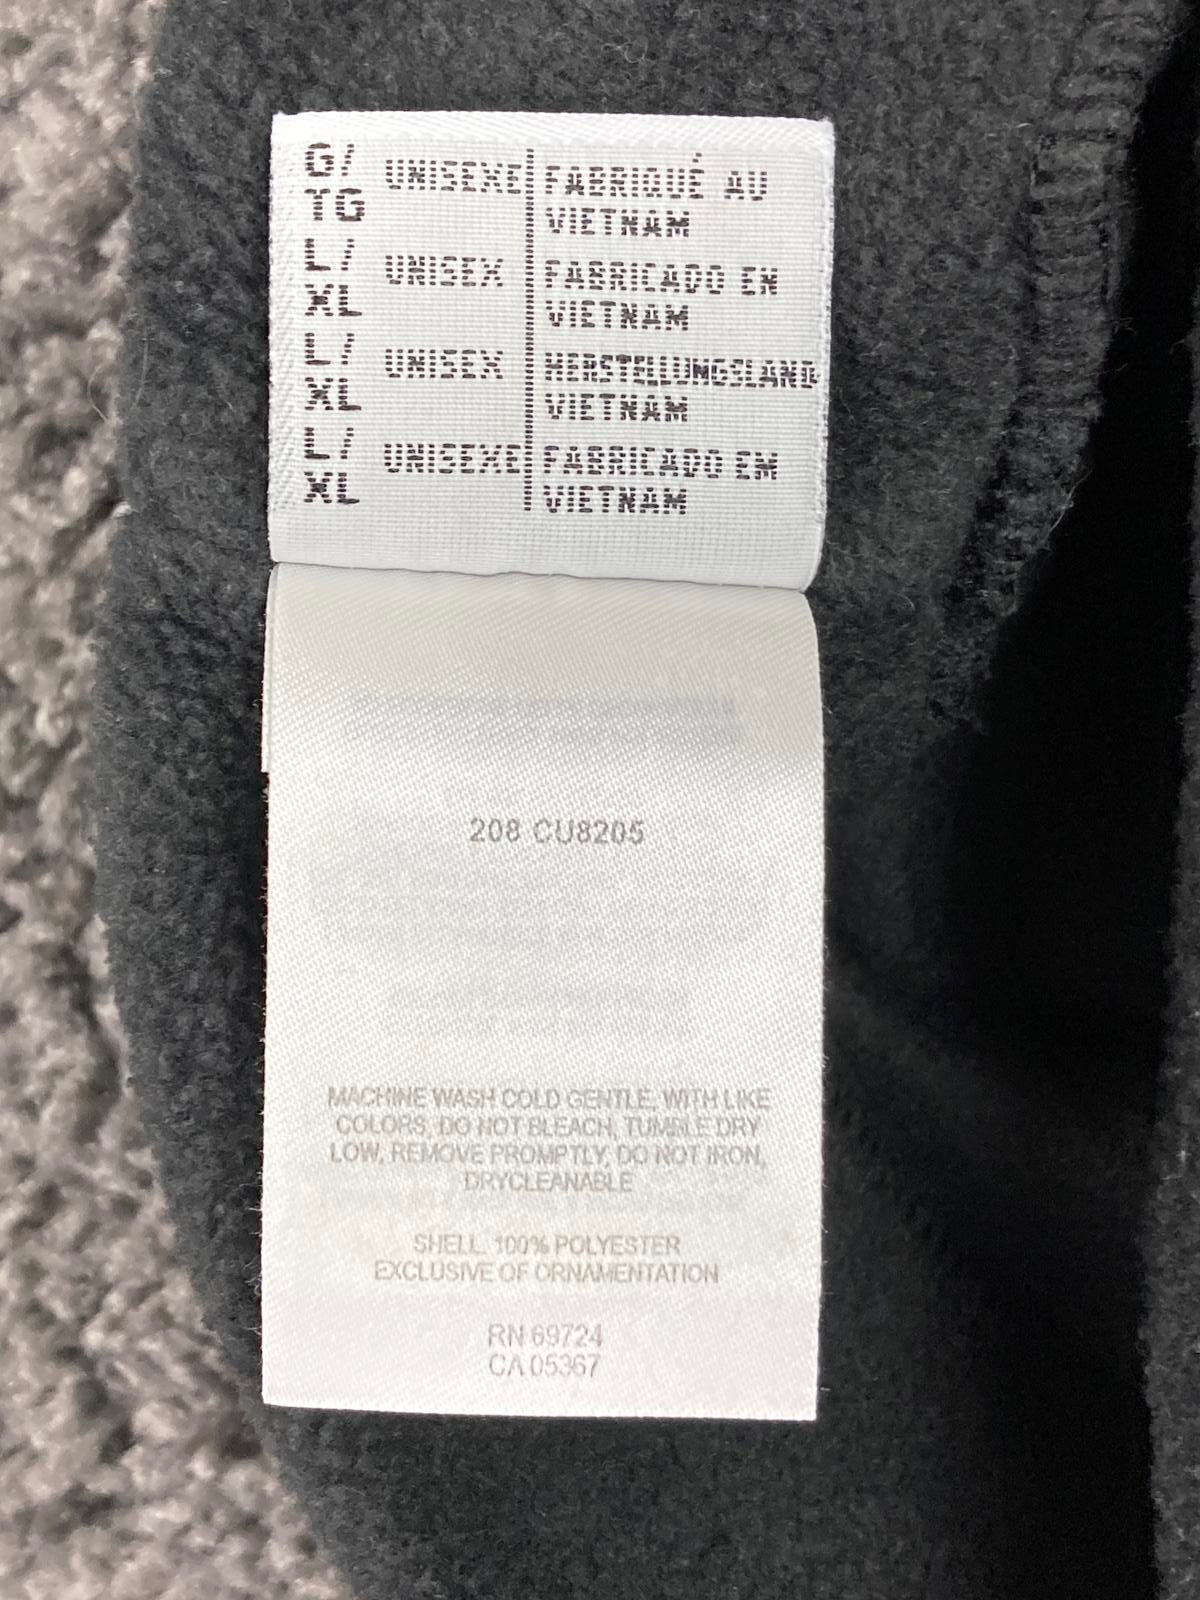 G/
TG
UNISEXE
FABRIQUÉ AU
VIETNAM
L/
XL
UNISEX
FABRICADO EN
VIETNAM
L/
XL
UNISEX
HERSTELLUNGSLAND
VIETNAM
L/
XL
UNISEXE
FABRICADO EM
VIETNAM
208 CU8205
MACHINE WASH COLD GENTLE, WITH LIKE
COLORS, DO NOT BLEACH, TUMBLE DRY
LOW, REMOVE PROMPTLY, DO NOT IRON,
DRYCLEANABLE
SHELL. 100% POLYESTER
EXCLUSIVE OF ORNAMENTATION
RN 69724
CA 05367